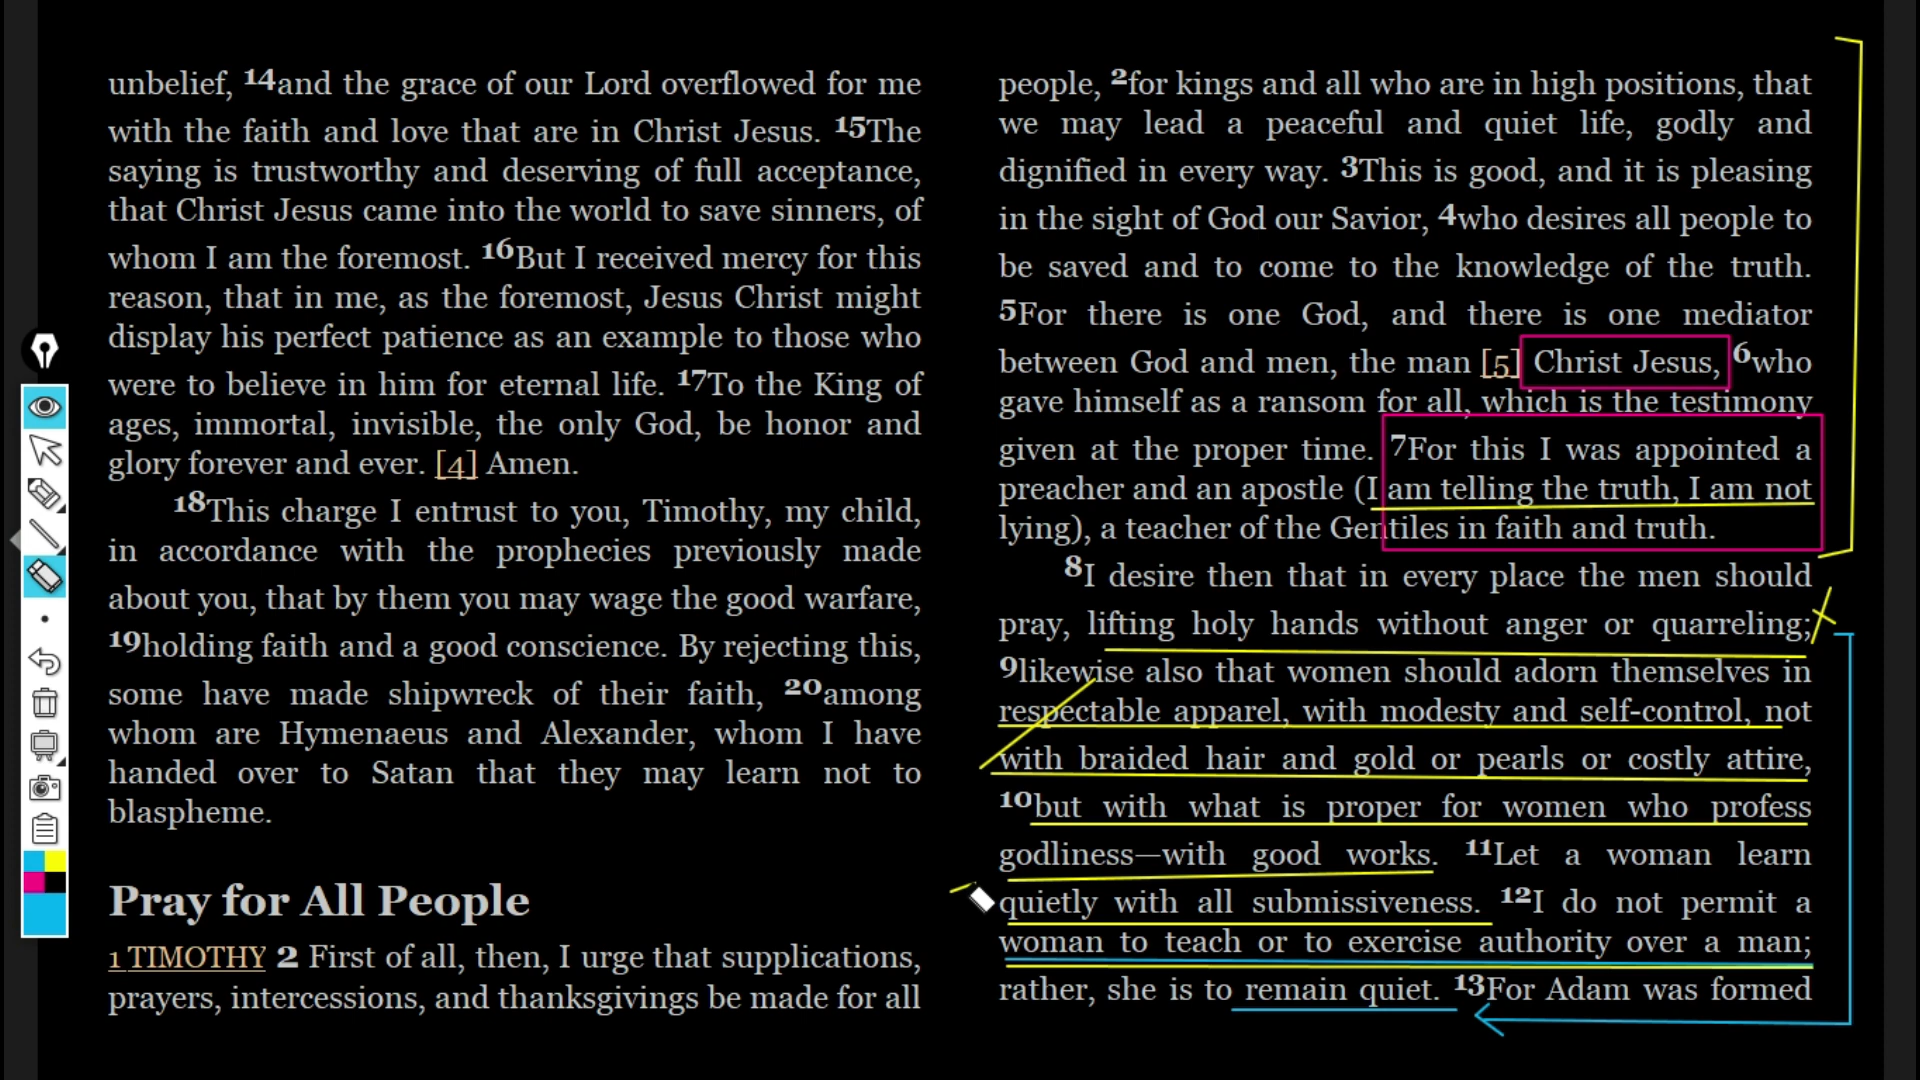 unbelief, 14and the grace of our Lord overflowed for me
with the faith and love that are in Christ Jesus. 15The
saying is trustworthy and deserving of full acceptance,
that Christ Jesus came into the world to save sinners, of
whom I am the foremost. 16But I received mercy for this
reason, that in me, as the foremost, Jesus Christ might
display his perfect patience as an example to those who
were to believe in him for eternal life. 17To the King of
ages, immortal, invisible, the only God, be honor and
glory forever and ever. [4] Amen.
18This charge I entrust to you, Timothy, my child,
in accordance with the prophecies previously made
about you, that by them you may wage the good warfare,
19holding faith and a good conscience. By rejecting this,
some have made shipwreck of their faith, 20among
whom are Hymenaeus and Alexander, whom I have
handed over to Satan that they may learn not to
blaspheme.
Pray for All People
1 TIMOTHY 2 First of all, then, I urge that supplications,
prayers, intercessions, and thanksgivings be made for all
people, 2for kings and all who are in high positions, that
we may lead a peaceful and quiet life, godly and
dignified in every way. 3This is good, and it is pleasing
in the sight of God our Savior, 4who desires all people to
be saved and to come to the knowledge of the truth.
5For there is one God, and there is one mediator
between God and men, the man [5] Christ Jesus, 6who
gave himself as a ransom for all, which is the testimony
given at the proper time. 7For this I was appointed a
preacher and an apostle (I am telling the truth, I am not
lying), a teacher of the Gentiles in faith and truth.
8I desire then that in every place the men should
pray, lifting holy hands without anger or quarreling;
9likewise also that women should adorn themselves in
respectable apparel, with modesty and self-control, not
with braided hair and gold or pearls or costly attire,
10but with what is proper for women who profess
godliness—with good works. 11Let a woman learn
quietly with all submissiveness. 12I do not permit a
woman to teach or to exercise authority over a man;
rather, she is to remain quiet. 13For Adam was formed